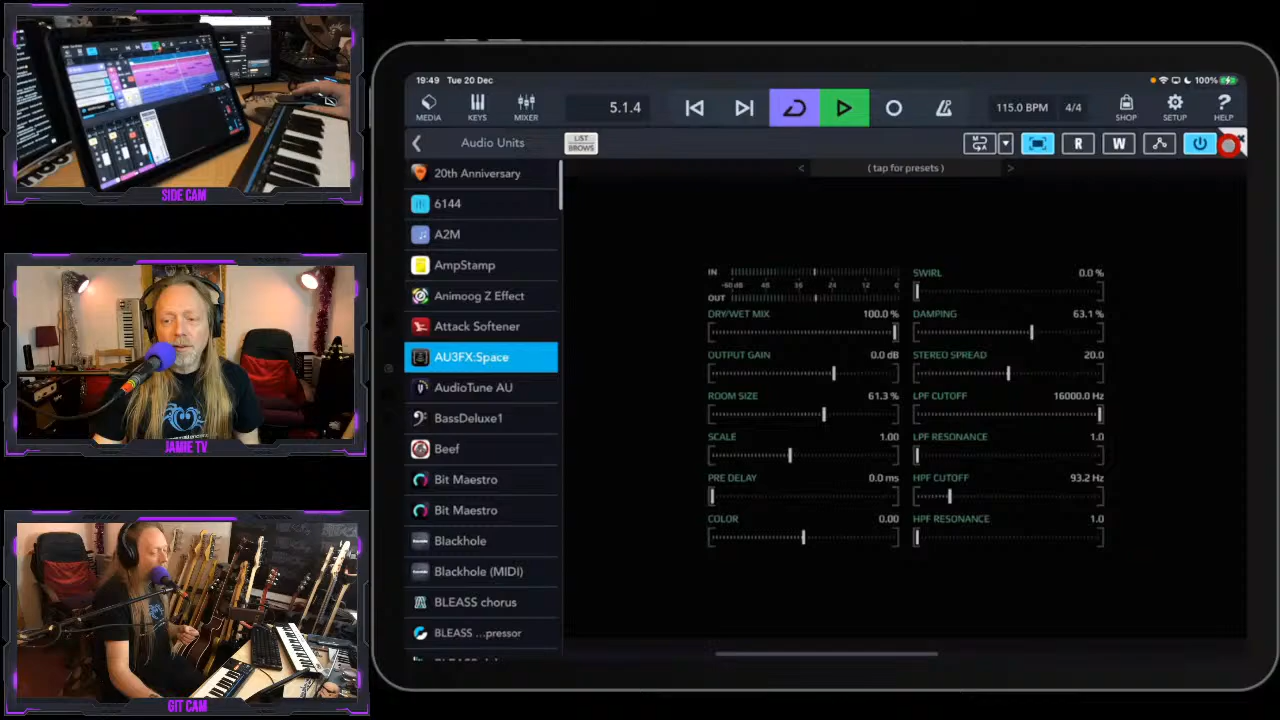 SIDE CAM
JAMIE TV
GIT CAM
19:49 Tue 20 Dec
100%
MEDIA
KEYS
MIXER
5.1.4
115.0 BPM
4/4
SHOP
SETUP
HELP
Audio Units
LIST
BROWS
R
W
20th Anniversary
6144
A2M
AmpStamp
Animoog Z Effect
Attack Softener
AU3FX:Space
AudioTune AU
BassDeluxe1
Beef
Bit Maestro
Bit Maestro
Blackhole
Blackhole (MIDI)
BLEASS chorus
BLEASS ...pressor
< ( tap for presets ) >
IN
-60dB 48 36 24 12 0
OUT
DRY/WET MIX 100.0 %
OUTPUT GAIN 0.0 dB
ROOM SIZE 61.3 %
SCALE 1.00
PRE DELAY 0.0 ms
COLOR 0.00
SWIRL 0.0 %
DAMPING 63.1 %
STEREO SPREAD 20.0
LPF CUTOFF 16000.0 Hz
LPF RESONANCE 1.0
HPF CUTOFF 93.2 Hz
HPF RESONANCE 1.0